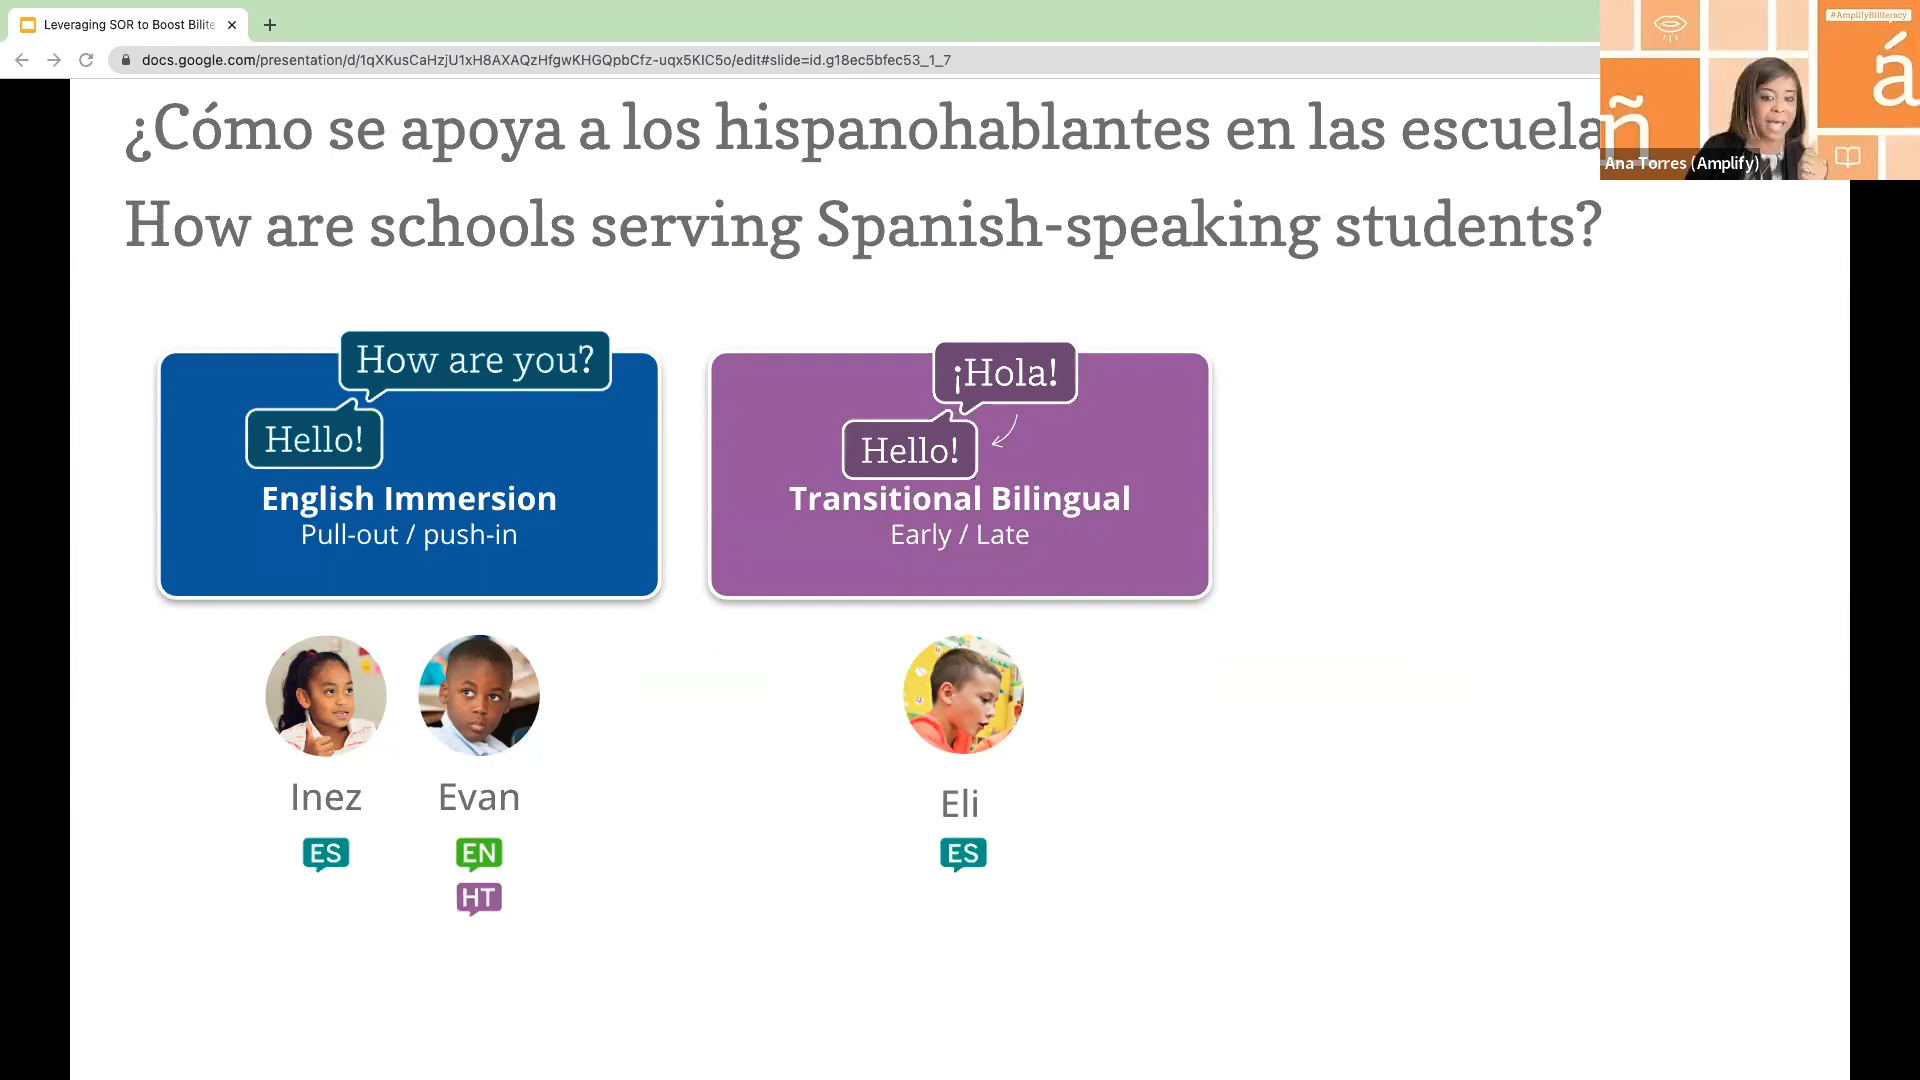 Leveraging SOR to Boost Bilite
docs.google.com/presentation/d/1qXKusCaHzjU1xH8AXAQzHfgwKHGQpbCfz-uqx5KIC5o/edit#slide=id.g18ec5bfec53_1_7
#AmplifyBiliteracy
á
ñ
Ana Torres (Amplify)
¿Cómo se apoya a los hispanohablantes en las escuela
How are schools serving Spanish-speaking students?
How are you?
Hello!
English Immersion
Pull-out / push-in
¡Hola!
Hello!
Transitional Bilingual
Early / Late
Inez
ES
Evan
EN
HT
Eli
ES